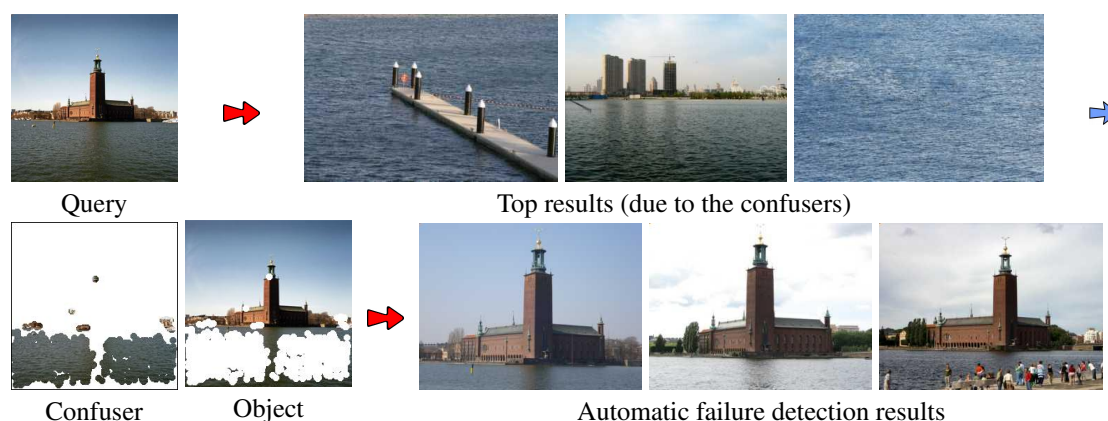 Query
Top results (due to the confusers)
Confuser
Object
Automatic failure detection results